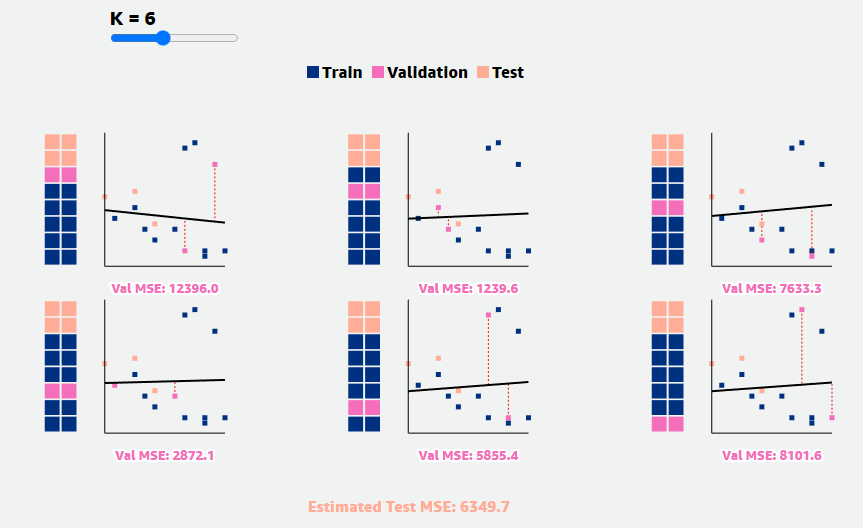 K = 6
Train Validation Test
Val MSE: 12396.0 Val MSE: 1239.6 Val MSE: 7633.3
Val MSE: 2872.1 Val MSE: 5855.4 Val MSE: 8101.6
Estimated Test MSE: 6349.7